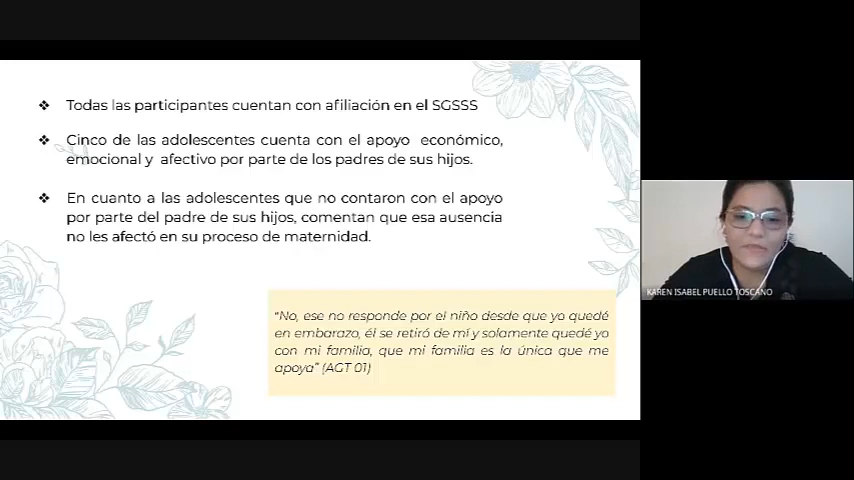 ❖ Todas las participantes cuentan con afiliación en el SGSSS
❖ Cinco de las adolescentes cuenta con el apoyo económico,
emocional y afectivo por parte de los padres de sus hijos.
❖ En cuanto a las adolescentes que no contaron con el apoyo
por parte del padre de sus hijos, comentan que esa ausencia
no les afectó en su proceso de maternidad.
“No, ese no responde por el niño desde que yo quedé
en embarazo, él se retiró de mí y solamente quedé yo
con mi familia, que mi familia es la única que me
apoya” (AGT 01)
KAREN ISABEL PUELLO TOSCANO